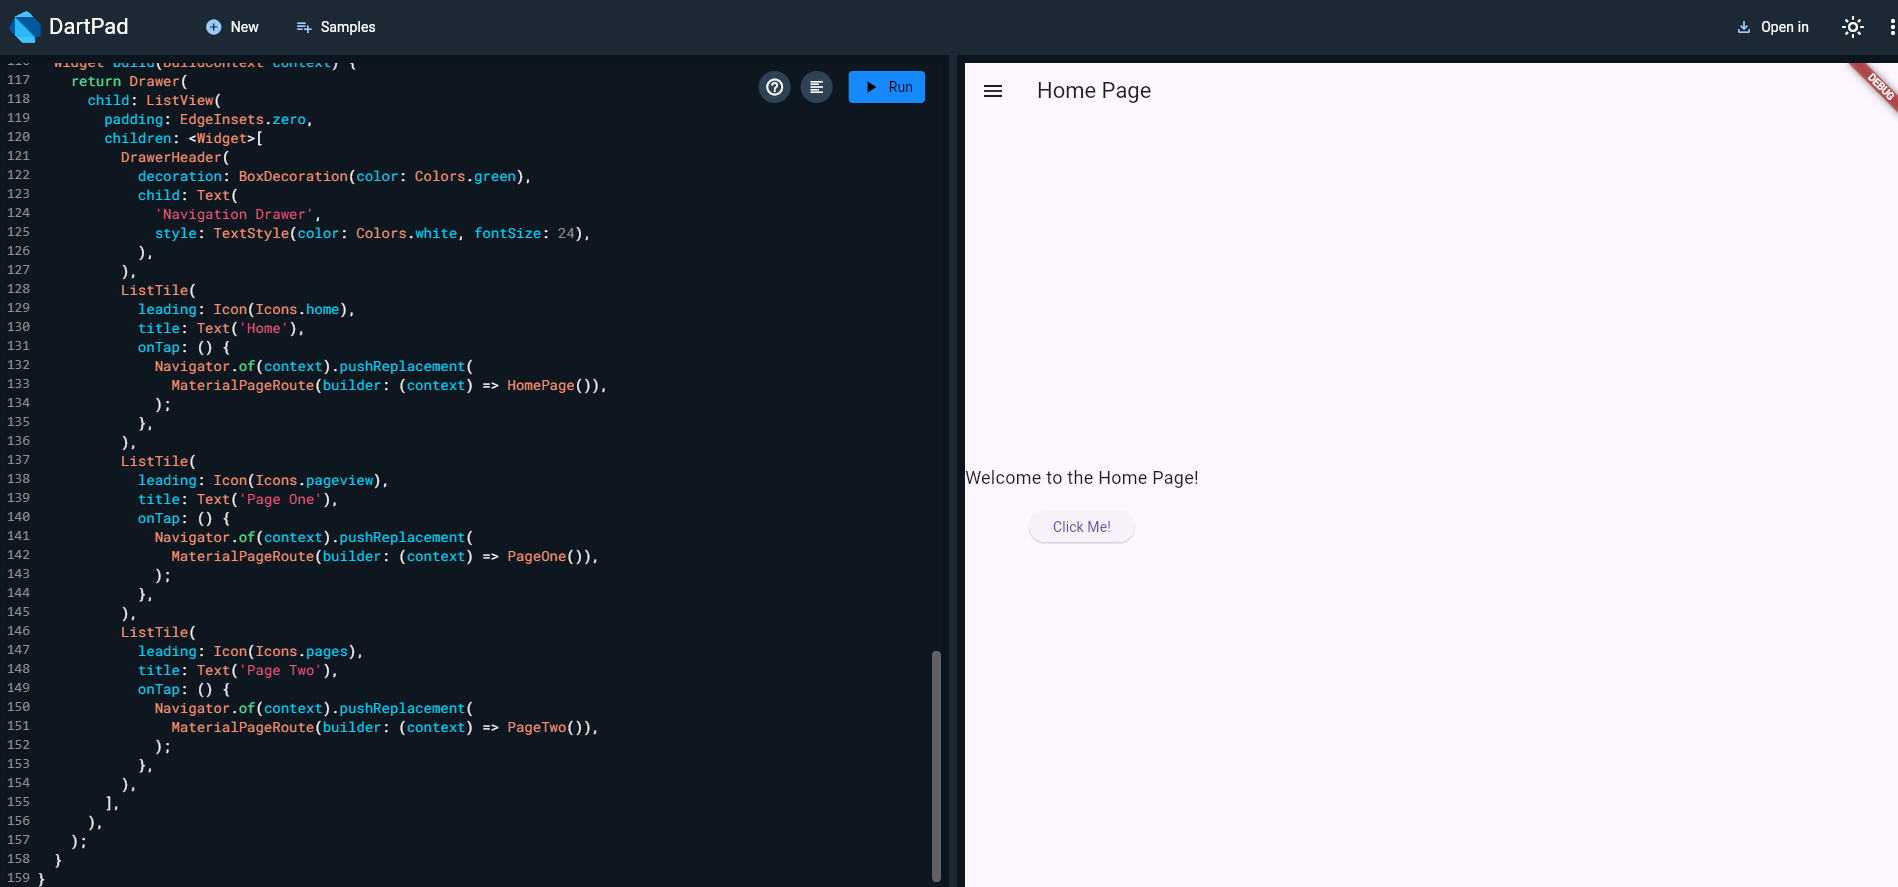 DartPad
New
Samples
Open in
116 Widget build(BuildContext context) {
117 return Drawer(
118 child: ListView(
119 padding: EdgeInsets.zero,
120 children: <Widget>[
121 DrawerHeader(
122 decoration: BoxDecoration(color: Colors.green),
123 child: Text(
124 'Navigation Drawer',
125 style: TextStyle(color: Colors.white, fontSize: 24),
126 ),
127 ),
128 ListTile(
129 leading: Icon(Icons.home),
130 title: Text('Home'),
131 onTap: () {
132 Navigator.of(context).pushReplacement(
133 MaterialPageRoute(builder: (context) => HomePage()),
134 );
135 },
136 ),
137 ListTile(
138 leading: Icon(Icons.pageview),
139 title: Text('Page One'),
140 onTap: () {
141 Navigator.of(context).pushReplacement(
142 MaterialPageRoute(builder: (context) => PageOne()),
143 );
144 },
145 ),
146 ListTile(
147 leading: Icon(Icons.pages),
148 title: Text('Page Two'),
149 onTap: () {
150 Navigator.of(context).pushReplacement(
151 MaterialPageRoute(builder: (context) => PageTwo()),
152 );
153 },
154 ),
155 ],
156 ),
157 );
158 }
159 }
Run
Home Page
DEBUG
Welcome to the Home Page!
Click Me!